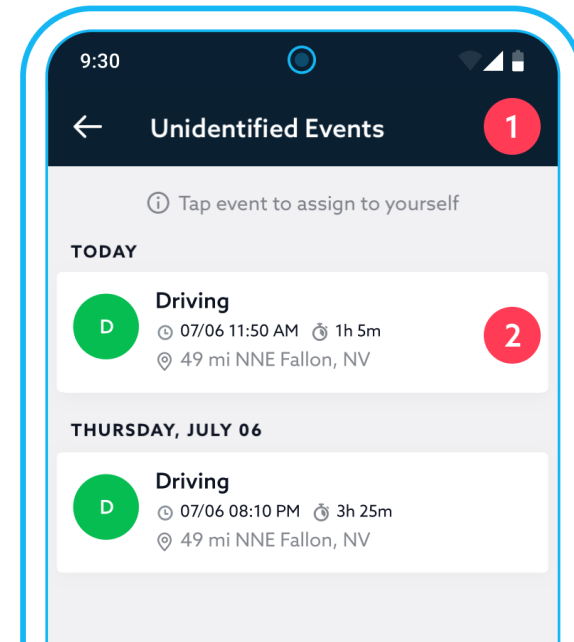 9:30
Unidentified Events
1
Tap event to assign to yourself
TODAY
Driving
D
07/06 11:50 AM 1h 5m
2
49 mi NNE Fallon, NV
THURSDAY, JULY 06
Driving
D
07/06 08:10 PM 3h 25m
49 mi NNE Fallon, NV